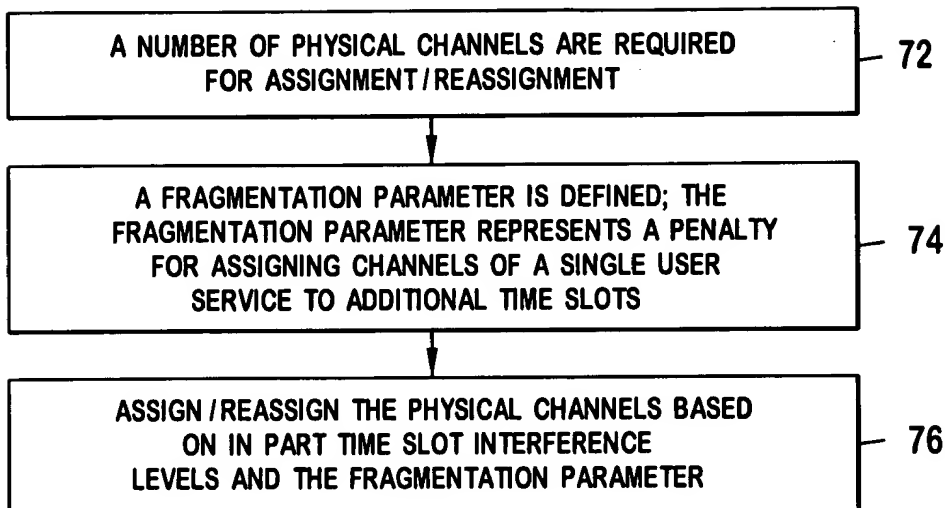 A NUMBER OF PHYSICAL CHANNELS ARE REQUIRED
FOR ASSIGNMENT/REASSIGNMENT
72
A FRAGMENTATION PARAMETER IS DEFINED; THE
FRAGMENTATION PARAMETER REPRESENTS A PENALTY
FOR ASSIGNING CHANNELS OF A SINGLE USER
SERVICE TO ADDITIONAL TIME SLOTS
74
ASSIGN/REASSIGN THE PHYSICAL CHANNELS BASED
ON IN PART TIME SLOT INTERFERENCE
LEVELS AND THE FRAGMENTATION PARAMETER
76